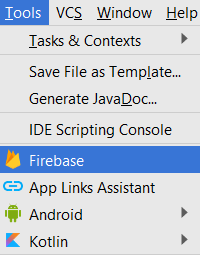 Tools VCS Window Help
Tasks & Contexts
Save File as Template...
Generate JavaDoc...
IDE Scripting Console
Firebase
App Links Assistant
Android
Kotlin